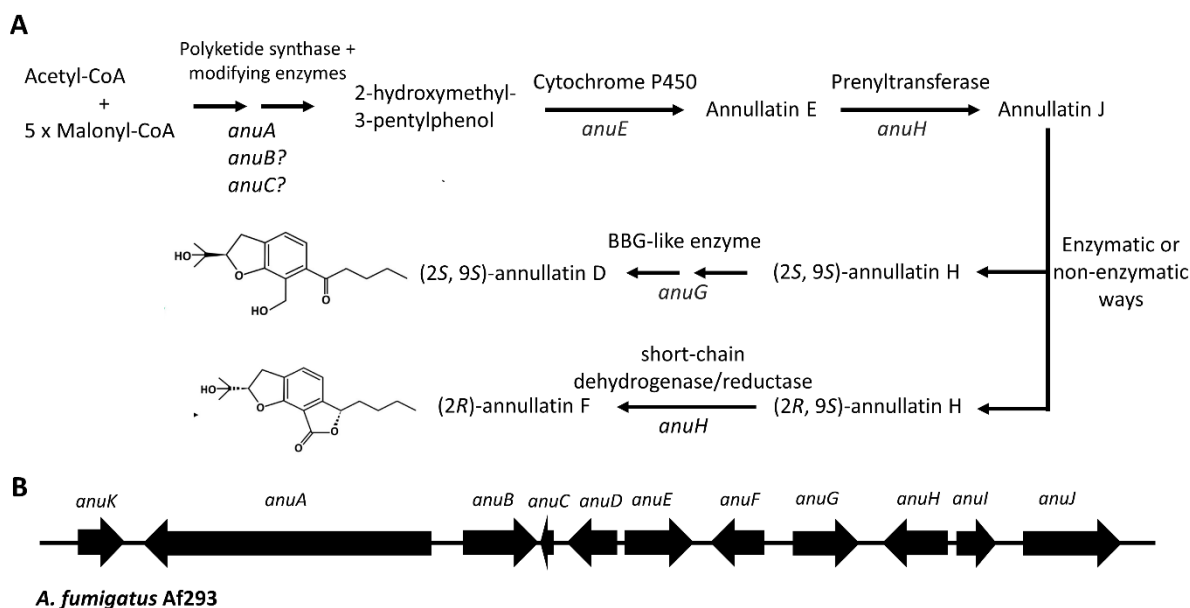 A
Polyketide synthase +
modifying enzymes
Acetyl-CoA
+
5 x Malonyl-CoA
anuA
anuB?
anuC?
2-hydroxymethyl-
3-pentylphenol
Cytochrome P450
anuE
Annullatin E
Prenyltransferase
anuH
Annullatin J
HO
O
O
HO
(2S, 9S)-annullatin D
BBG-like enzyme
anuG
(2S, 9S)-annullatin H
Enzymatic or
non-enzymatic
ways
HO
O
O
O
(2R)-annullatin F
short-chain
dehydrogenase/reductase
anuH
(2R, 9S)-annullatin H
B
anuK anuA anuB anuC anuD anuE anuF anuG anuH anuI anuJ
A. fumigatus Af293